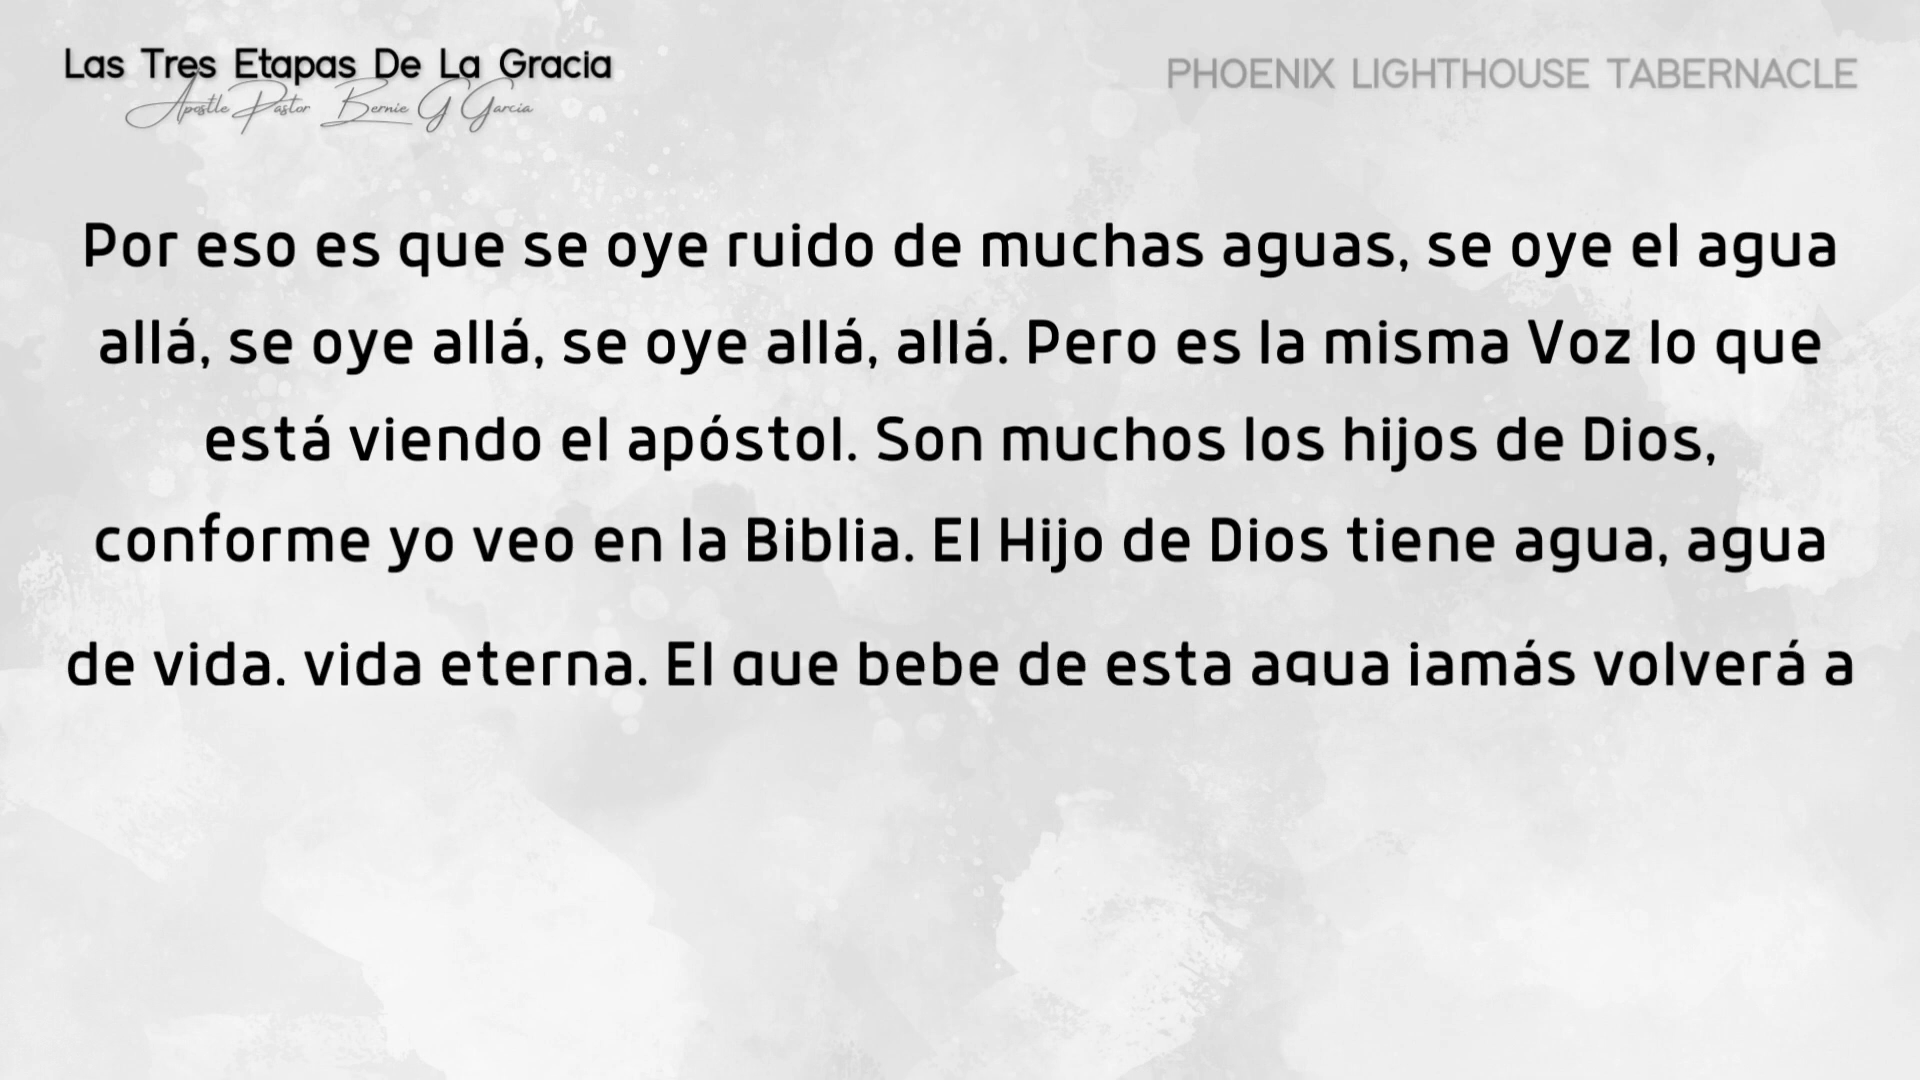 Las Tres Etapas De La Gracia
Apostle Pastor Bernie G Garcia
PHOENIX LIGHTHOUSE TABERNACLE
Por eso es que se oye ruido de muchas aguas, se oye el agua
allá, se oye allá, se oye allá, allá. Pero es la misma Voz lo que
está viendo el apóstol. Son muchos los hijos de Dios,
conforme yo veo en la Biblia. El Hijo de Dios tiene agua, agua
de vida, vida eterna. El que bebe de esta agua jamás volverá a